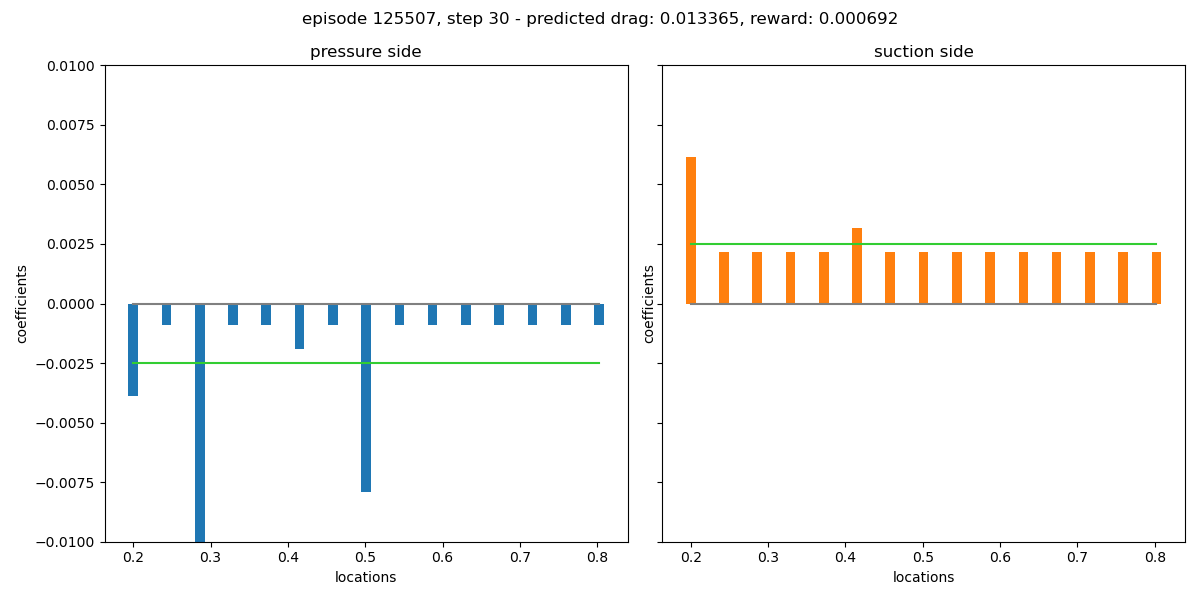 episode 125507, step 30 - predicted drag: 0.013365, reward: 0.000692
pressure side
suction side
0.0100
0.0075
0.0050
0.0025
0.0000
−0.0025
−0.0050
−0.0075
−0.0100
coefficients
coefficients
0.2 0.3 0.4 0.5 0.6 0.7 0.8
0.2 0.3 0.4 0.5 0.6 0.7 0.8
locations
locations